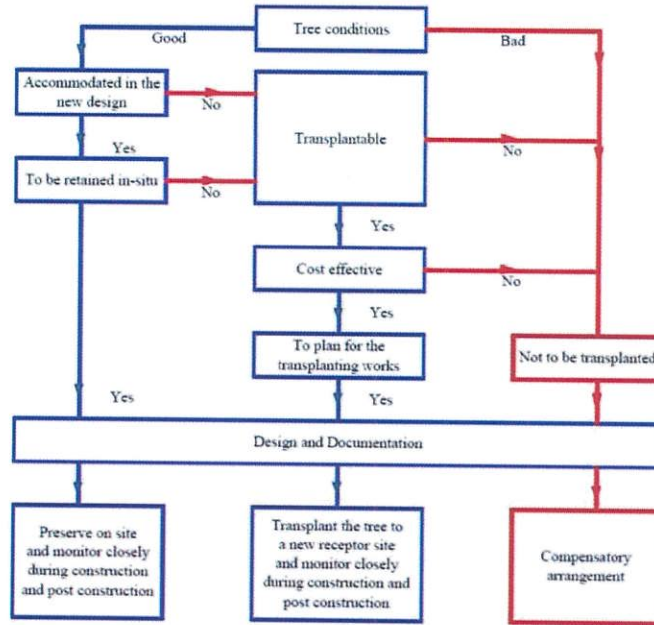 Tree conditions
Good
Bad
Accommodated in the
new design
No
Transplantable
No
Yes
To be retained in-situ
No
Yes
Cost effective
No
Yes
To plan for the
transplanting works
Not to be transplanted
Yes
Yes
Design and Documentation
Preserve on site
and monitor closely
during construction
and post construction
Transplant the tree to
a new receptor site
and monitor closely
during construction and
post construction
Compensatory
arrangement